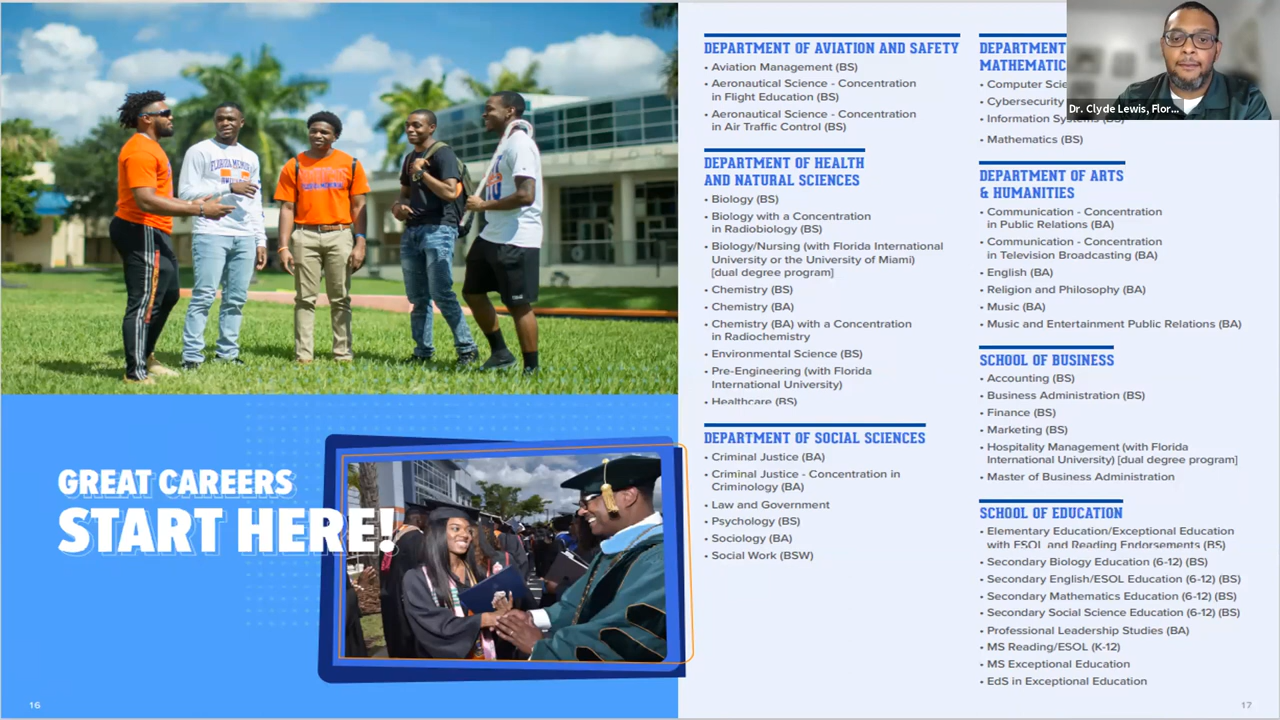 GREAT CAREERS
START HERE!
16
DEPARTMENT OF AVIATION AND SAFETY
• Aviation Management (BS)
• Aeronautical Science - Concentration
in Flight Education (BS)
• Aeronautical Science - Concentration
in Air Traffic Control (BS)
DEPARTMENT OF HEALTH
AND NATURAL SCIENCES
• Biology (BS)
• Biology with a Concentration
in Radiobiology (BS)
• Biology/Nursing (with Florida International
University or the University of Miami)
[dual degree program]
• Chemistry (BS)
• Chemistry (BA)
• Chemistry (BA) with a Concentration
in Radiochemistry
• Environmental Science (BS)
• Pre-Engineering (with Florida
International University)
• Healthcare (BS)
DEPARTMENT OF SOCIAL SCIENCES
• Criminal Justice (BA)
• Criminal Justice - Concentration in
Criminology (BA)
• Law and Government
• Psychology (BS)
• Sociology (BA)
• Social Work (BSW)
DEPARTMENT
MATHEMATIC
• Computer Scie
• Cybersecurity
• Information Systems (BS)
• Mathematics (BS)
Dr. Clyde Lewis, Flor...
DEPARTMENT OF ARTS
& HUMANITIES
• Communication - Concentration
in Public Relations (BA)
• Communication - Concentration
in Television Broadcasting (BA)
• English (BA)
• Religion and Philosophy (BA)
• Music (BA)
• Music and Entertainment Public Relations (BA)
SCHOOL OF BUSINESS
• Accounting (BS)
• Business Administration (BS)
• Finance (BS)
• Marketing (BS)
• Hospitality Management (with Florida
International University) [dual degree program]
• Master of Business Administration
SCHOOL OF EDUCATION
• Elementary Education/Exceptional Education
with ESOL and Reading Endorsements (BS)
• Secondary Biology Education (6-12) (BS)
• Secondary English/ESOL Education (6-12) (BS)
• Secondary Mathematics Education (6-12) (BS)
• Secondary Social Science Education (6-12) (BS)
• Professional Leadership Studies (BA)
• MS Reading/ESOL (K-12)
• MS Exceptional Education
• EdS in Exceptional Education
17